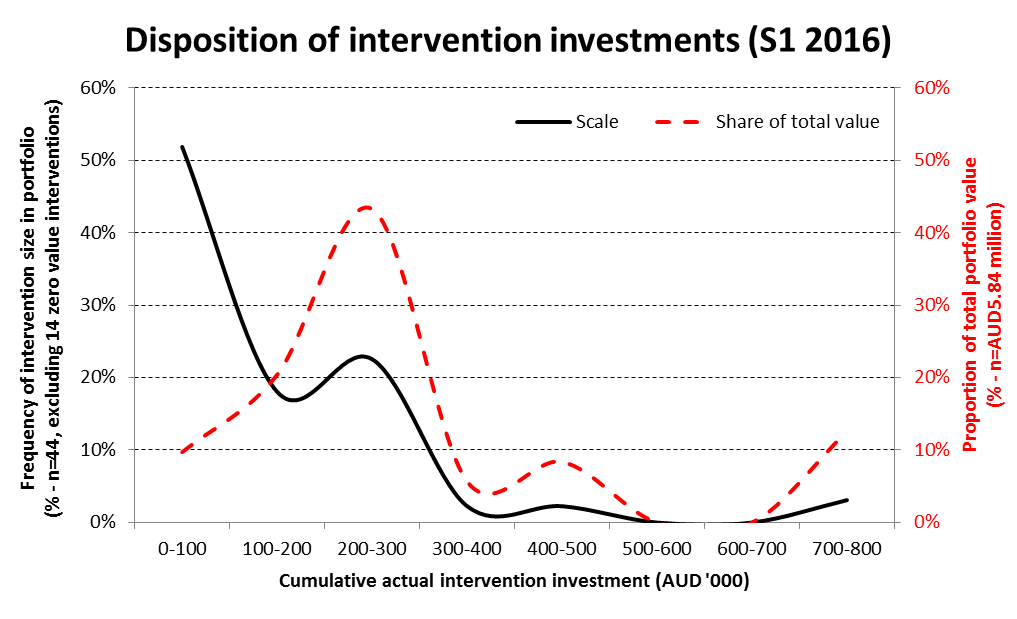 Disposition of intervention investments (S1 2016)
Scale
Share of total value
Frequency of intervention size in portfolio
(% - n=44, excluding 14 zero value interventions)
60%
50%
40%
30%
20%
10%
0%
60%
50%
40%
30%
20%
10%
0%
Proportion of total portfolio value
(% - n=AUD5.84 million)
0-100 100-200 200-300 300-400 400-500 500-600 600-700 700-800
Cumulative actual intervention investment (AUD '000)